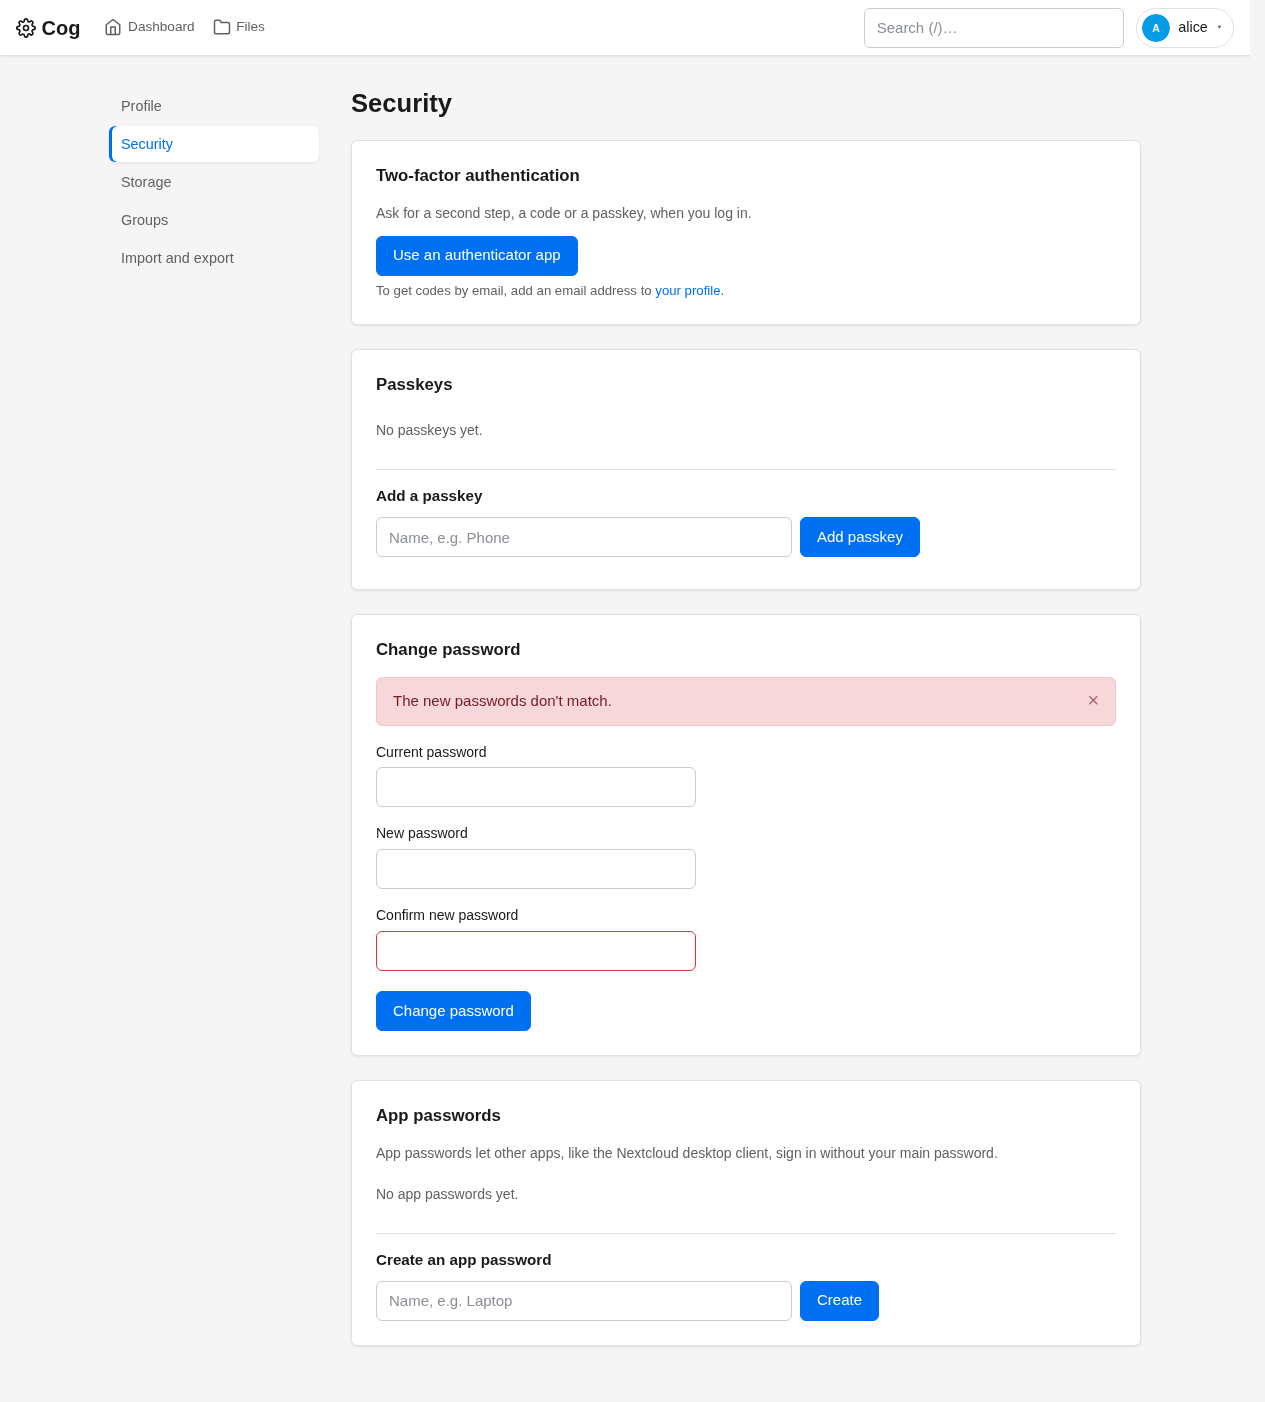 Cog
Dashboard
Files
Search (/)…
A
alice
Profile
Security
Storage
Groups
Import and export
Security
Two-factor authentication
Ask for a second step, a code or a passkey, when you log in.
Use an authenticator app
To get codes by email, add an email address to your profile.
Passkeys
No passkeys yet.
Add a passkey
Name, e.g. Phone
Add passkey
Change password
The new passwords don't match.
Current password
New password
Confirm new password
Change password
App passwords
App passwords let other apps, like the Nextcloud desktop client, sign in without your main password.
No app passwords yet.
Create an app password
Name, e.g. Laptop
Create